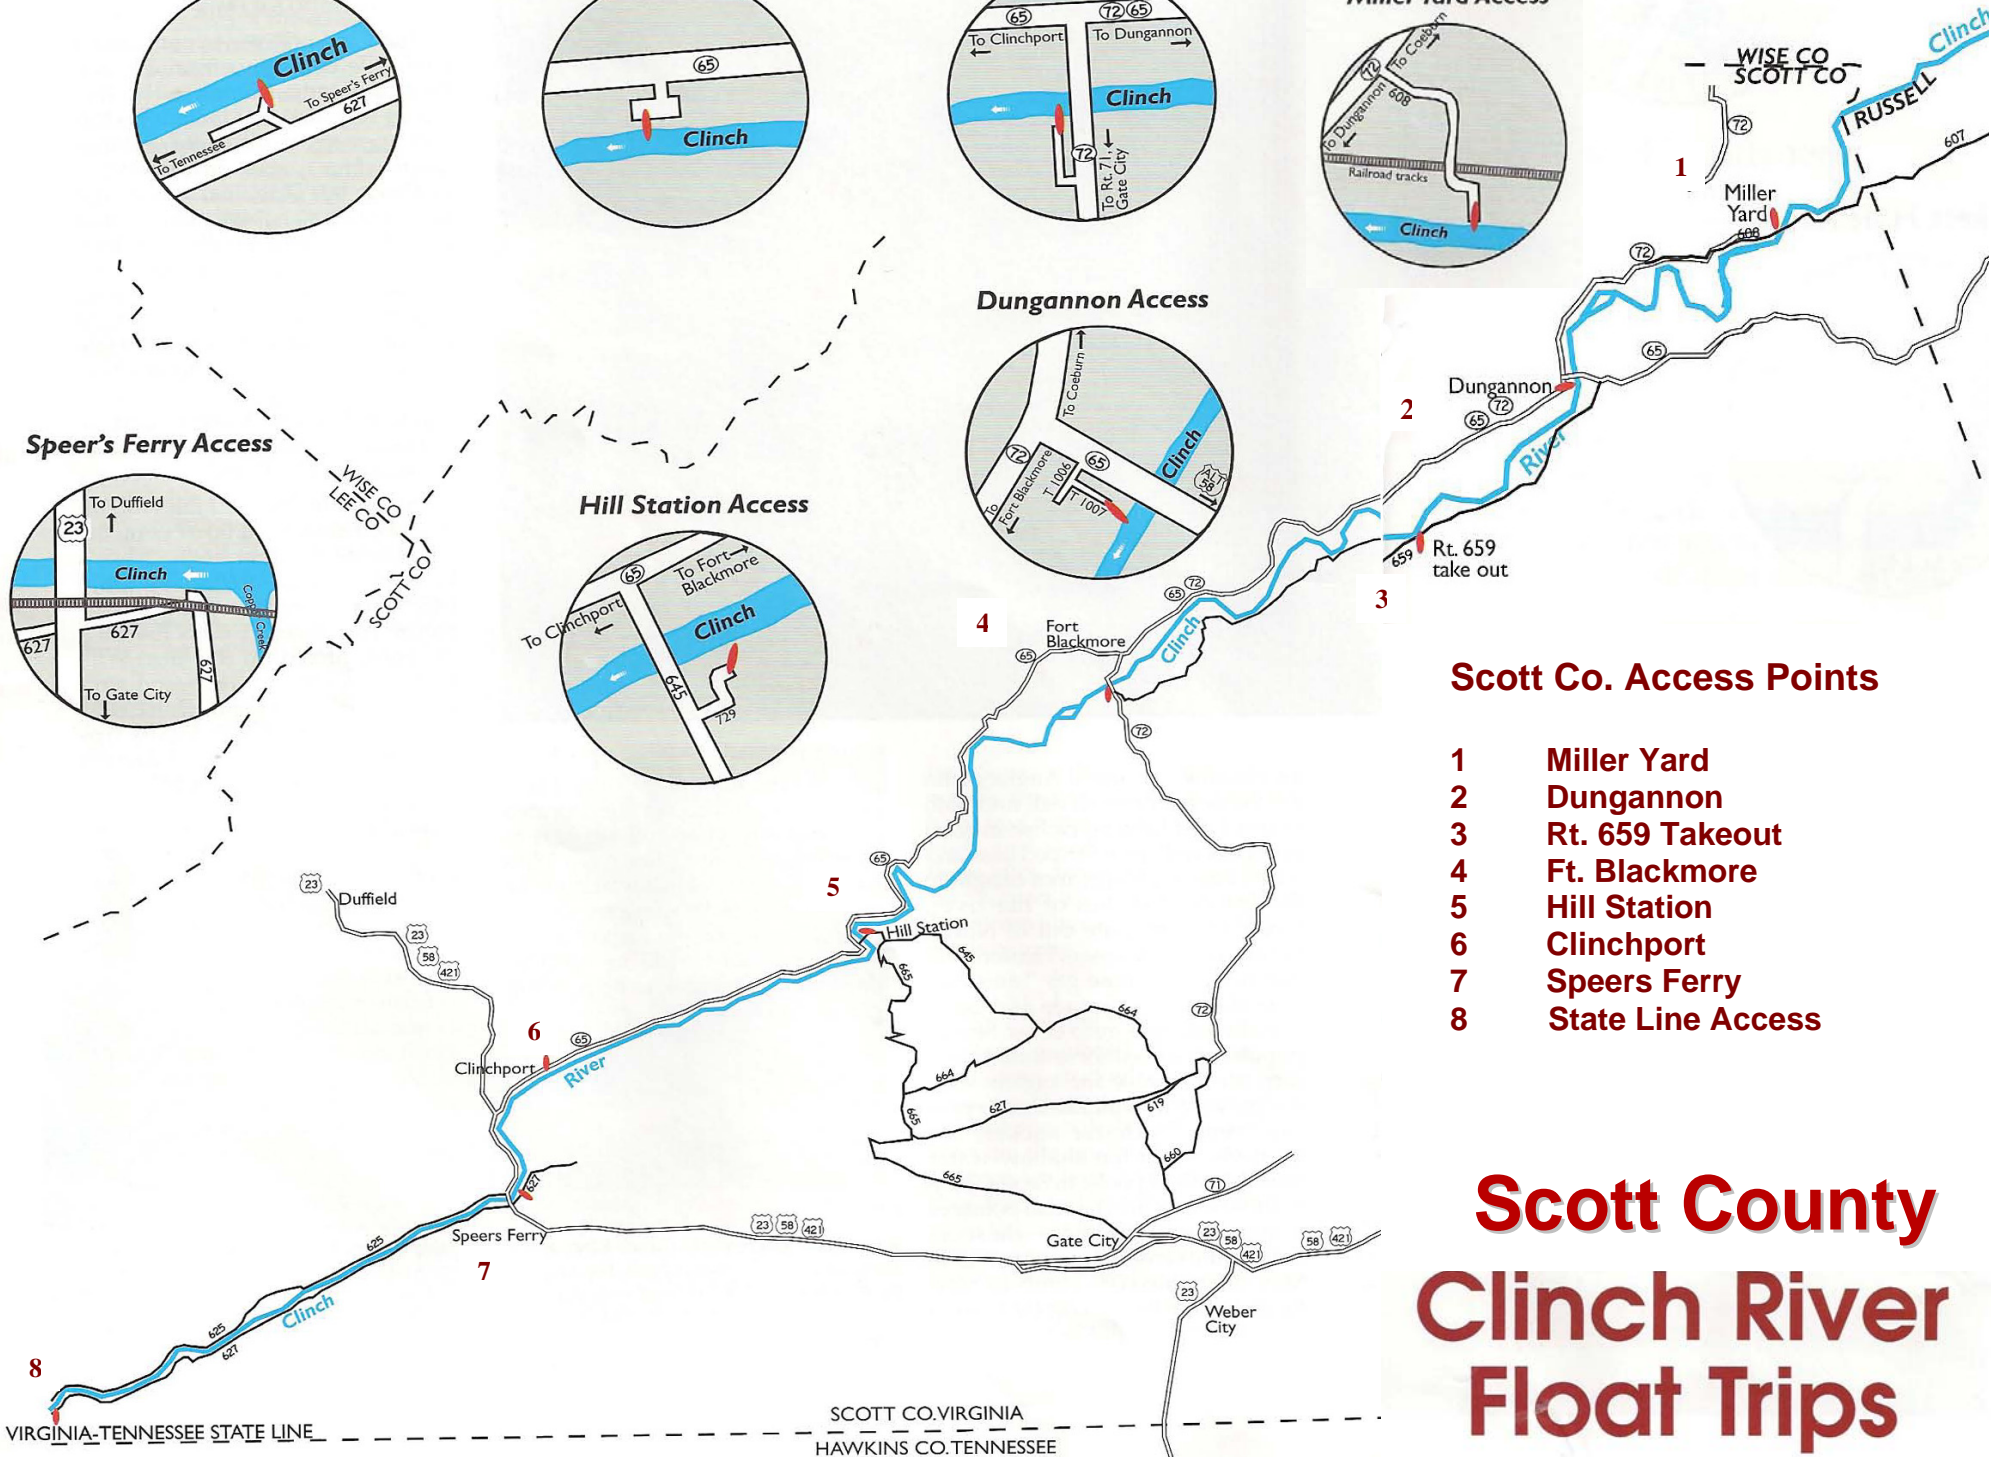 Clinch
To Speer's Ferry
627
To Tennessee
65
Clinch
65
72 65
To Clinchport
To Dungannon
Clinch
72
To Rt. 71,
Gate City
Miller Yard Access
To Coeburn
72
608
To Dungannon
Railroad tracks
Clinch
Clinch
WISE CO
SCOTT CO
RUSSELL
72
607
1
Miller
Yard
608
72
65
Dungannon Access
To Coeburn
72
65
Clinch
ALT
58
To
Fort Blackmore
T 1006
T 1007
Dungannon
72
65
2
River
Speer's Ferry Access
To Duffield
23
Clinch
Copper Creek
627
627
627
To Gate City
WISE CO
LEE CO
SCOTT CO
Hill Station Access
65
To Fort
Blackmore
To Clinchport
Clinch
645
729
659
Rt. 659
take out
3
72
65
4
Fort
Blackmore
65
Clinch
72
Scott Co. Access Points
1 Miller Yard
2 Dungannon
3 Rt. 659 Takeout
4 Ft. Blackmore
5 Hill Station
6 Clinchport
7 Speers Ferry
8 State Line Access
65
5
23
Duffield
23
58
421
Hill Station
645
665
664
72
6
65
Clinchport
River
664
627
665
619
660
665
71
627
Speers Ferry
7
23 58 421
Gate City
23
58
421
58 421
625
23
Weber
City
Clinch
625
627
8
VIRGINIA-TENNESSEE STATE LINE
SCOTT CO.VIRGINIA
HAWKINS CO.TENNESSEE
Scott County
Clinch River
Float Trips